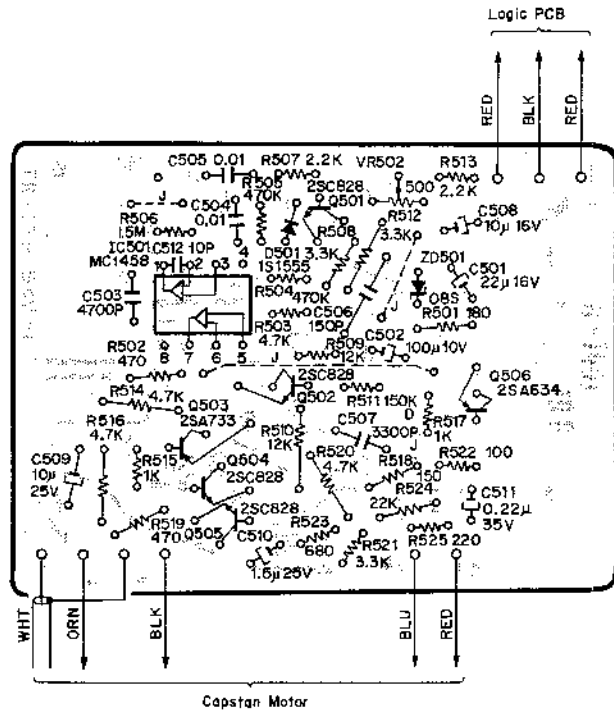 Logic PCB
RED
BLK
RED
C505 0.01
R507 2.2K
VR502
R513
2.2K
J
C504
0.01
R505
470K
2SC828
Q501
500
R512
3.3K
C508
10μ 16V
R506
1.5M
IC501
MC1458
C512 10P
1
2
3
4
D501
1S1555
3.3K
R508
ZD501
08S
C501
22μ 16V
C503
4700P
R504
470K
C506
150P
J
R501 180
R503
4.7K
R509
12K
C502
100μ 10V
R502
470
8
7
6
5
J
2SC828
Q502
Q506
2SA634
R514
4.7K
Q503
2SA733
R511 150K
D
J
R517
1K
R516
4.7K
R510
12K
C507
3300P
R515
1K
Q504
2SC828
R520
4.7K
R518
150
R522 100
C509
10μ
25V
2SC828
R524
22K
C511
0.22μ
35V
R519
470
Q505
C510
1.5μ 25V
R523
680
R521
3.3K
R525 220
WHT
ORN
BLK
BLU
RED
Capstan Motor